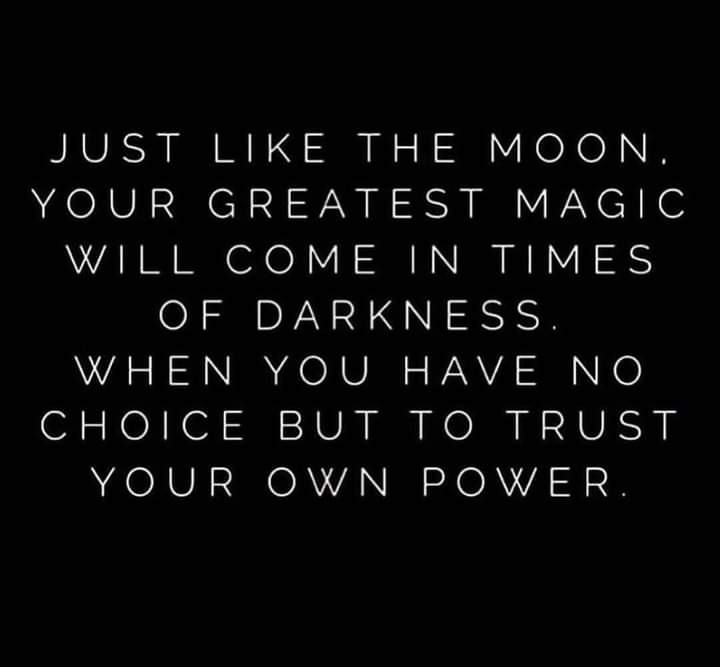 JUST LIKE THE MOON,
YOUR GREATEST MAGIC
WILL COME IN TIMES
OF DARKNESS.
WHEN YOU HAVE NO
CHOICE BUT TO TRUST
YOUR OWN POWER.